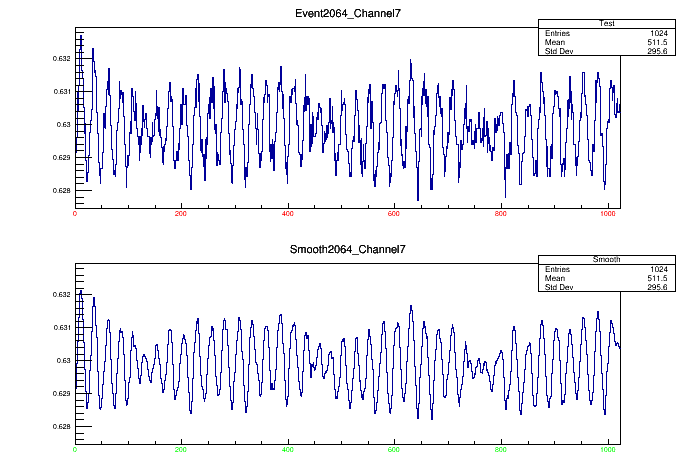 Event2064_Channel7
Test
Entries 1024
Mean 511.5
Std Dev 295.6
0.632
0.631
0.63
0.629
0.628
0 200 400 600 800 1000
Smooth2064_Channel7
Smooth
Entries 1024
Mean 511.5
Std Dev 295.6
0.632
0.631
0.63
0.629
0.628
0 200 400 600 800 1000